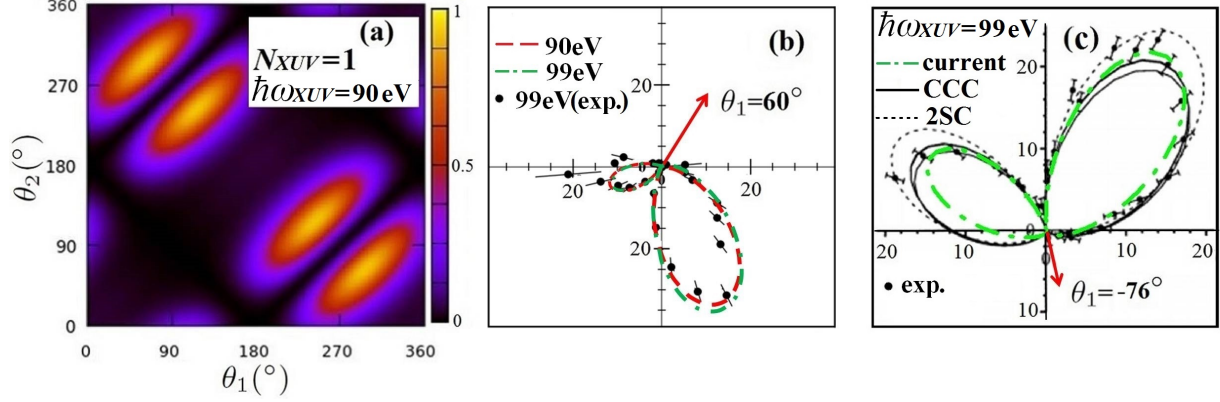 (a)
N_XUV=1
ħω_XUV=90 eV
360
270
180
90
0
θ₂(°)
0 90 180 270 360
θ₁(°)
1
0.5
0
(b)
90eV
99eV
99eV(exp.)
θ₁=60°
20
20
20
20
0
ħω_XUV=99 eV
(c)
current
CCC
2SC
20
10
0
20 10 0 10 20
10
exp.
θ₁=-76°